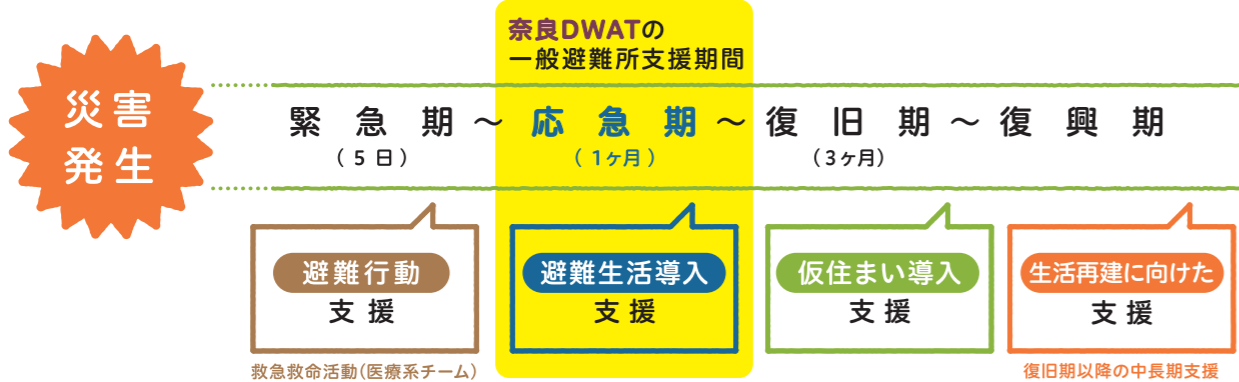 奈良DWATの
一般避難所支援期間
災害
発生
緊急期～応急期～復旧期～復興期
（5日）
（1ヶ月）
（3ヶ月）
避難行動
支援
避難生活導入
支援
仮住まい導入
支援
生活再建に向けた
支援
救急救命活動（医療系チーム）
復旧期以降の中長期支援